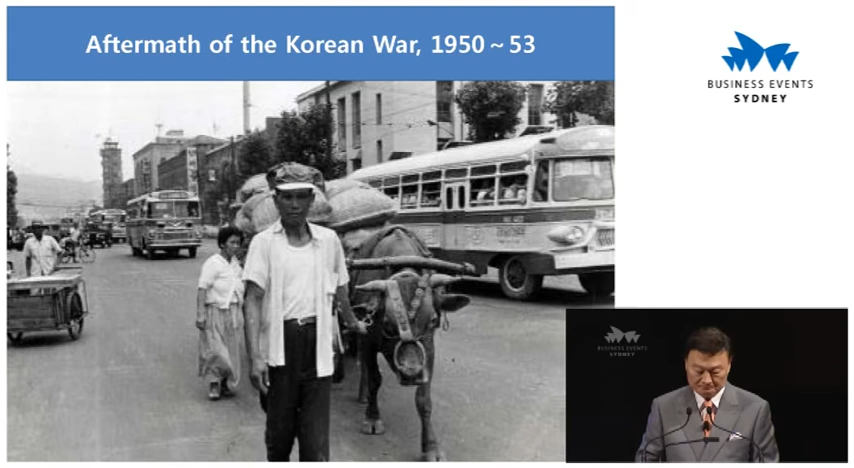 Aftermath of the Korean War, 1950 ~ 53
BUSINESS EVENTS
SYDNEY
BUSINESS EVENTS
SYDNEY